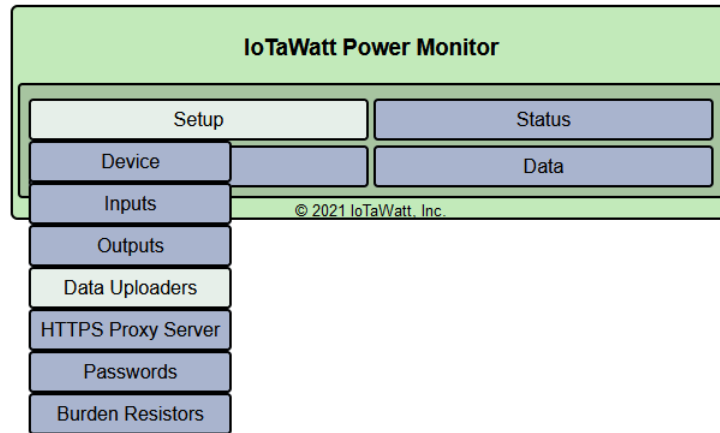 IoTaWatt Power Monitor
Setup
Status
Device
Data
Inputs
© 2021 IoTaWatt, Inc.
Outputs
Data Uploaders
HTTPS Proxy Server
Passwords
Burden Resistors